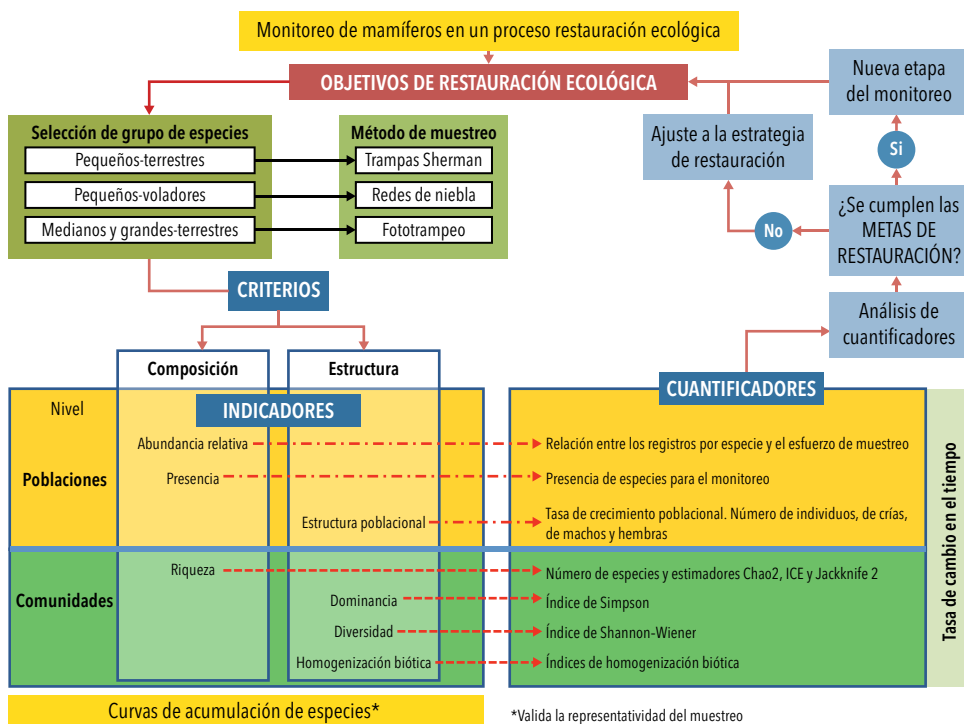 Monitoreo de mamíferos en un proceso restauración ecológica
OBJETIVOS DE RESTAURACIÓN ECOLÓGICA
Nueva etapa
del monitoreo
Ajuste a la estrategia
de restauración
Si
No
¿Se cumplen las
METAS DE
RESTAURACIÓN?
Análisis de
cuantificadores
Selección de grupo de especies
Pequeños-terrestres
Pequeños-voladores
Medianos y grandes-terrestres
Método de muestreo
Trampas Sherman
Redes de niebla
Fototrampeo
CRITERIOS
Composición
Estructura
INDICADORES
CUANTIFICADORES
Nivel
Poblaciones
Abundancia relativa
Relación entre los registros por especie y el esfuerzo de muestreo
Presencia
Presencia de especies para el monitoreo
Estructura poblacional
Tasa de crecimiento poblacional. Número de individuos, de crías,
de machos y hembras
Comunidades
Riqueza
Número de especies y estimadores Chao2, ICE y Jackknife 2
Dominancia
Índice de Simpson
Diversidad
Índice de Shannon-Wiener
Homogenización biótica
Índices de homogenización biótica
Tasa de cambio en el tiempo
Curvas de acumulación de especies*
*Valida la representatividad del muestreo